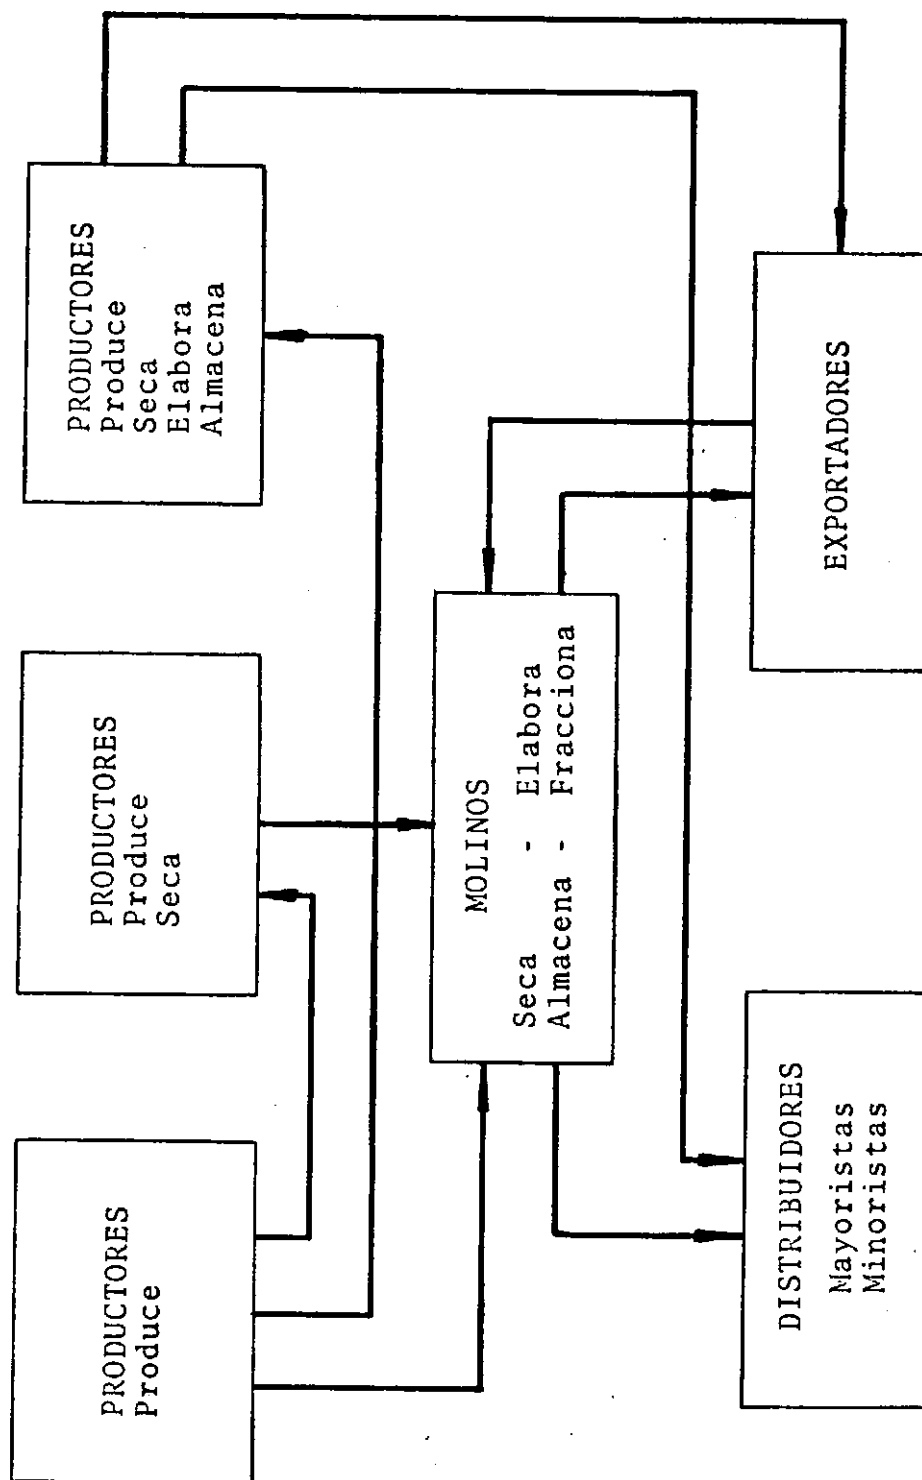 PRODUCTORES
Produce
PRODUCTORES
Produce
Seca
PRODUCTORES
Produce
Seca
Elabora
Almacena
MOLINOS
Seca - Elabora
Almacena - Fracciona
DISTRIBUIDORES
Mayoristas
Minoristas
EXPORTADORES